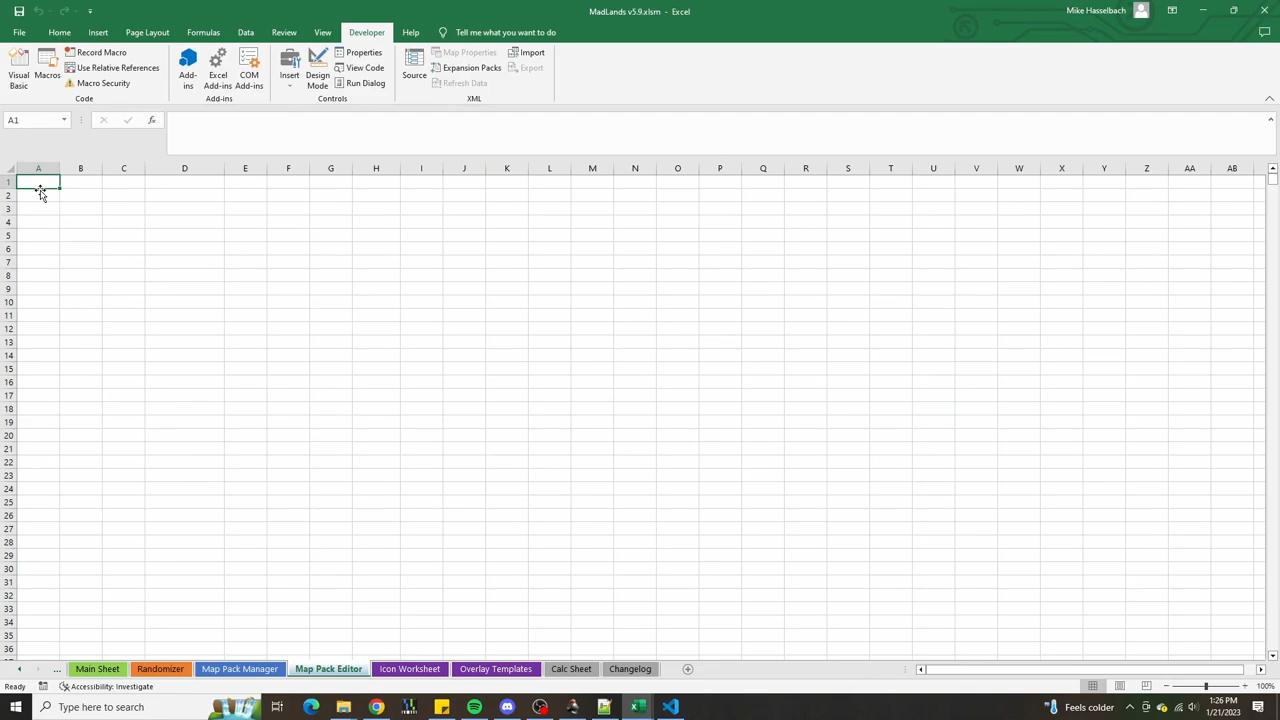 MadLands v5.9.xlsm - Excel
Mike Hasselbach
File Home Insert Page Layout Formulas Data Review View Developer Help Tell me what you want to do
Visual Basic
Macros
Record Macro
Use Relative References
Macro Security
Code
Add-ins
Excel Add-ins
COM Add-ins
Add-ins
Insert
Design Mode
Properties
View Code
Run Dialog
Controls
Source
Map Properties
Expansion Packs
Refresh Data
Import
Export
XML
A1
fx
A B C D E F G H I J K L M N O P Q R S T U V W X Y Z AA AB
1
2
3
4
5
6
7
8
9
10
11
12
13
14
15
16
17
18
19
20
21
22
23
24
25
26
27
28
29
30
31
32
33
34
35
36
... Main Sheet Randomizer Map Pack Manager Map Pack Editor Icon Worksheet Overlay Templates Calc Sheet Changelog
Ready Accessibility: Investigate 100%
Type here to search
Feels colder
1:26 PM
1/21/2023